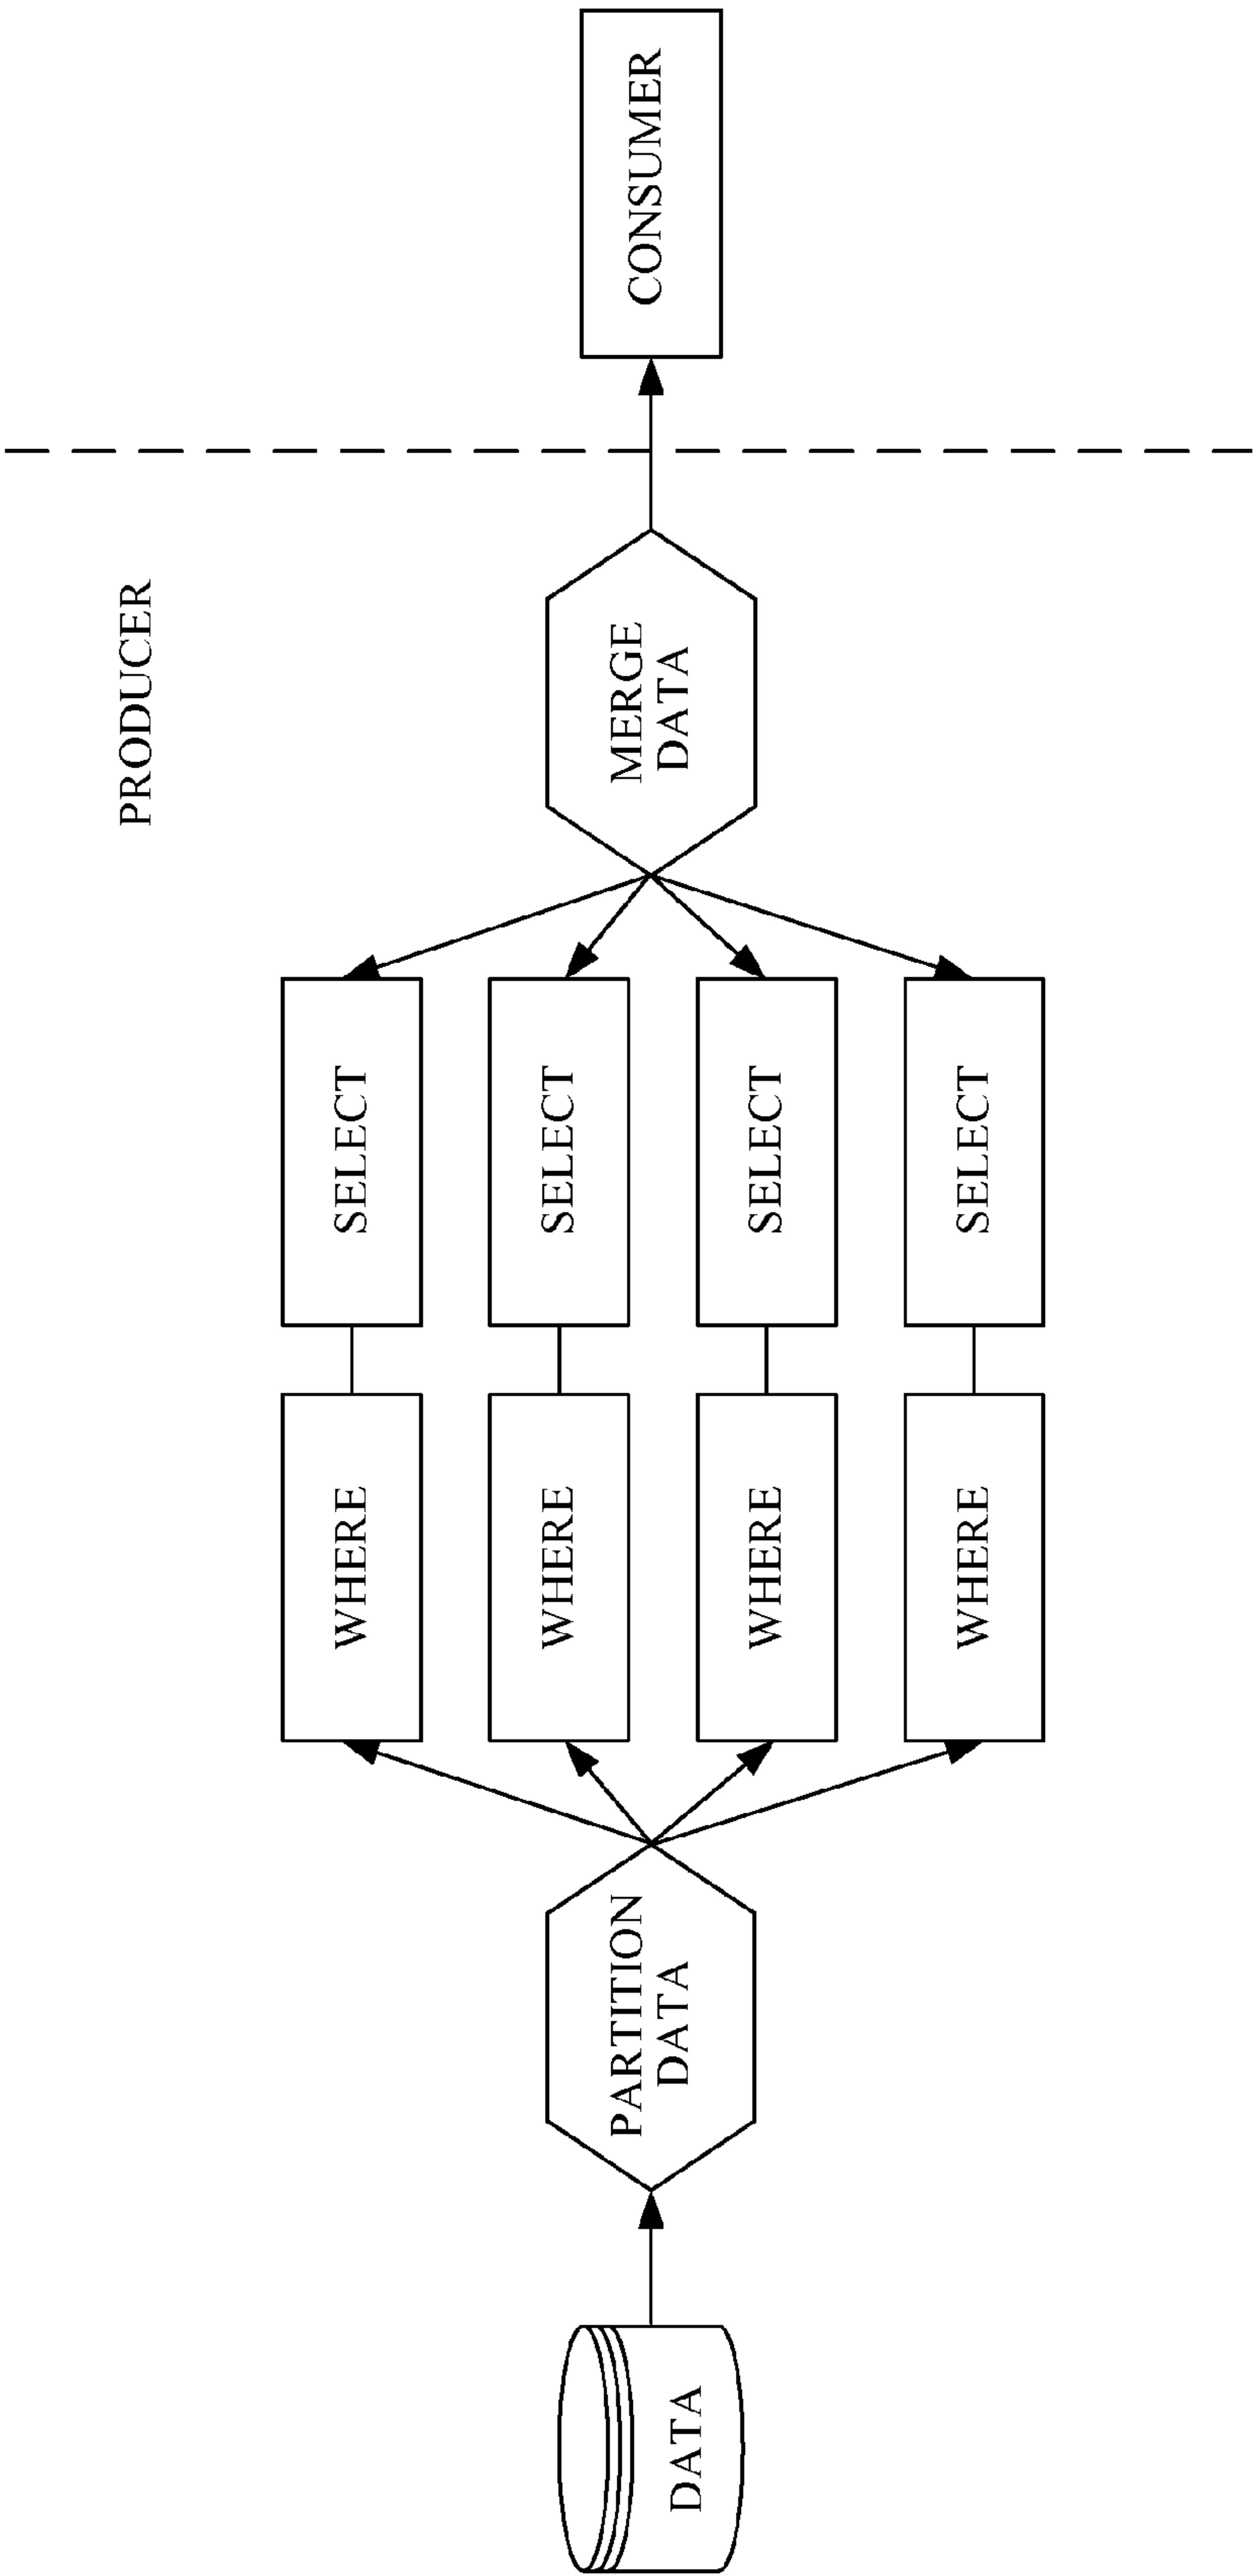 PRODUCER
DATA
PARTITION
DATA
WHERE
SELECT
WHERE
SELECT
WHERE
SELECT
WHERE
SELECT
MERGE
DATA
CONSUMER